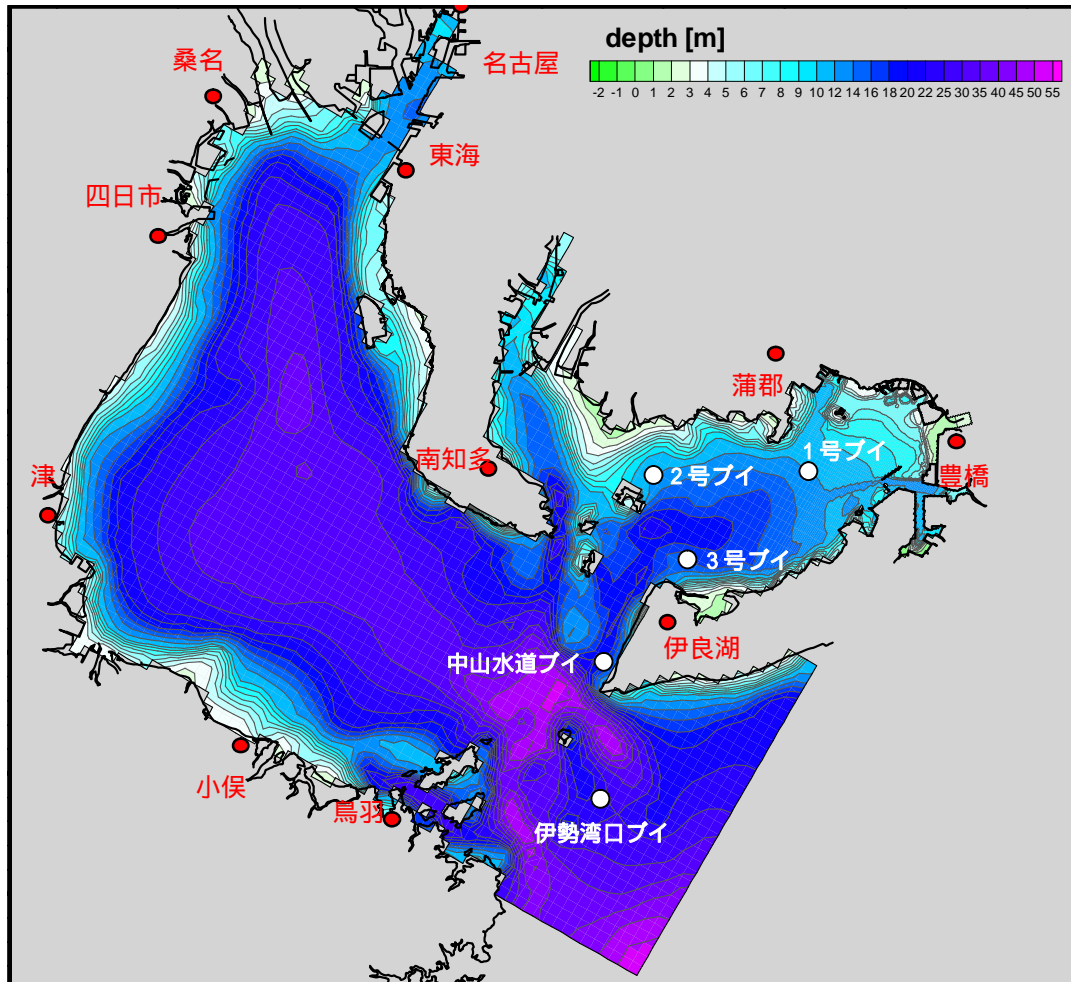 depth [m]
-2 -1 0 1 2 3 4 6 7 8 9 10 12 14 16 18 20 22 25 30 35 40 45 50 55
桑名
名古屋
東海
四日市
蒲郡
1号ブイ
南知多
2号ブイ
豊橋
津
3号ブイ
伊良湖
中山水道ブイ
小俣
鳥羽
伊勢湾口ブイ